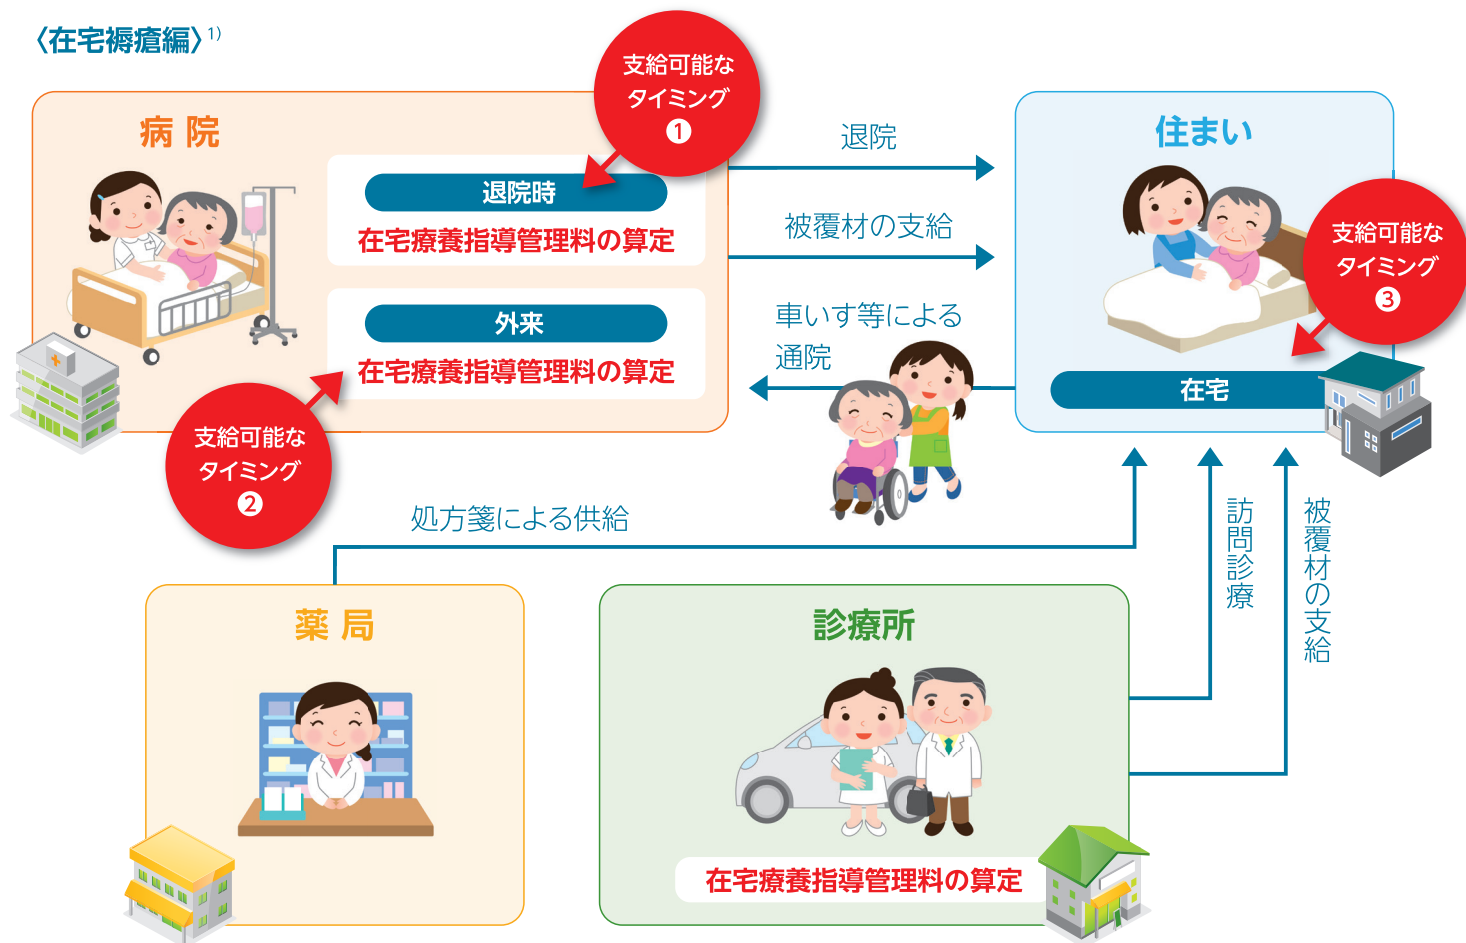 〈在宅褥瘡編〉1)
支給可能な
タイミング
❶
病院
退院時
在宅療養指導管理料の算定
外来
在宅療養指導管理料の算定
支給可能な
タイミング
❷
退院
被覆材の支給
車いす等による
通院
住まい
支給可能な
タイミング
❸
在宅
処方箋による供給
訪問診療
被覆材の支給
薬局
診療所
在宅療養指導管理料の算定